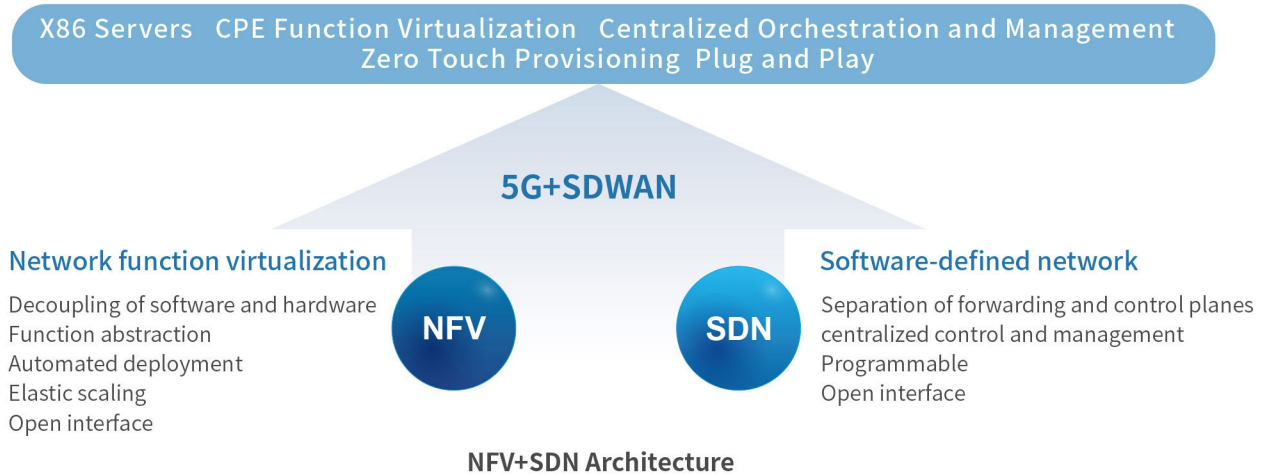 X86 Servers CPE Function Virtualization Centralized Orchestration and Management
Zero Touch Provisioning Plug and Play
5G+SDWAN
Network function virtualization
Decoupling of software and hardware
Function abstraction
Automated deployment
Elastic scaling
Open interface
NFV
SDN
Software-defined network
Separation of forwarding and control planes
centralized control and management
Programmable
Open interface
NFV+SDN Architecture